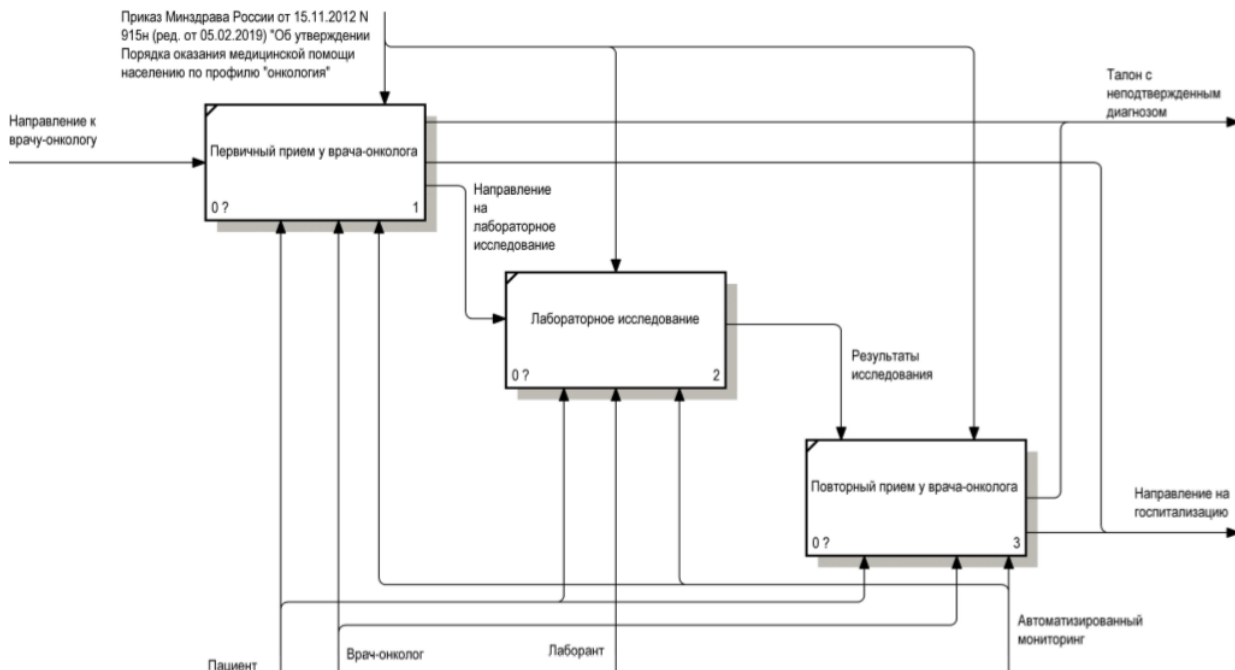 Приказ Минздрава России от 15.11.2012 N
915н (ред. от 05.02.2019) "Об утверждении
Порядка оказания медицинской помощи
населению по профилю "онкология"
Талон с
неподтвержденным
диагнозом
Направление к
врачу-онкологу
Первичный прием у врача-онколога
0 ?
1
Направление
на
лабораторное
исследование
Лабораторное исследование
0 ?
2
Результаты
исследования
Повторный прием у врача-онколога
0 ?
3
Направление на
госпитализацию
Автоматизированный
мониторинг
Пациент
Врач-онколог
Лаборант